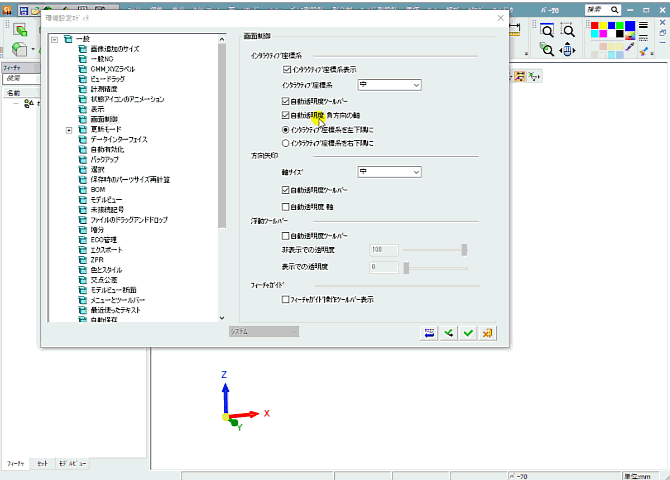 環境設定ｴﾃﾞｨﾀ
ﾊﾟｰﾂ0
検索
ﾌｨｰﾁｬ
検索
名前
一般
画像追加のサイズ
一般NG
CMM_XYZラベル
ビュードラッグ
計測精度
状態アイコンのアニメーション
表示
画面制御
更新モード
データインターフェイス
自動有効化
バックアップ
選択
保存時のパーツサイズ再計算
BOM
モデルビュー
未接続記号
ファイルのドラッグアンドドロップ
増分
ECO管理
エクスポート
ZPR
色とスタイル
交点公差
モデルビュー断面
メニューとツールバー
最近使ったテキスト
自動保存
画面制御
ｲﾝﾀﾗｸﾃｨﾌﾞ座標系
ｲﾝﾀﾗｸﾃｨﾌﾞ座標系表示
ｲﾝﾀﾗｸﾃｨﾌﾞ座標系
中
自動透明度ﾂｰﾙﾊﾞｰ
自動透明度 負方向の軸
ｲﾝﾀﾗｸﾃｨﾌﾞ座標系を左下隅に
ｲﾝﾀﾗｸﾃｨﾌﾞ座標系を右下隅に
方向矢印
軸ｻｲｽﾞ
中
自動透明度ﾂｰﾙﾊﾞｰ
自動透明度 軸
浮動ﾂｰﾙﾊﾞｰ
自動透明度ﾂｰﾙﾊﾞｰ
非表示での透明度
100
表示での透明度
0
ﾌｨｰﾁｬｶﾞｲﾄﾞ
ﾌｨｰﾁｬｶﾞｲﾄﾞ操作ﾂｰﾙﾊﾞｰ表示
システム
Z
X
Y
ﾌｨｰﾁｬ
ｾｯﾄ
ﾓﾃﾞﾙﾋﾞｭｰ
単位:mm